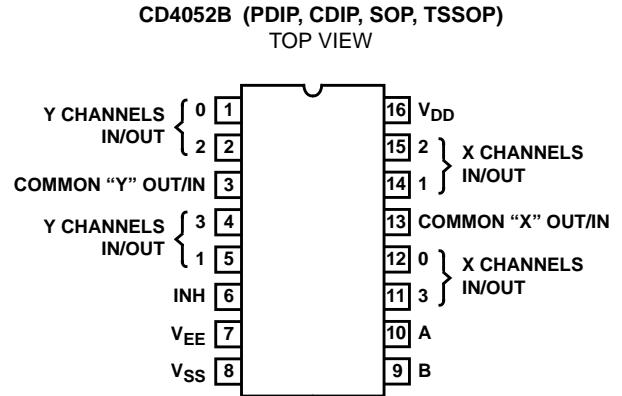 CD4052B (PDIP, CDIP, SOP, TSSOP)
TOP VIEW
Y CHANNELS
IN/OUT
0 1
2 2
COMMON “Y” OUT/IN 3
Y CHANNELS
IN/OUT
3 4
1 5
INH 6
VEE 7
VSS 8
16 VDD
15 2
14 1
X CHANNELS
IN/OUT
13 COMMON “X” OUT/IN
12 0
11 3
X CHANNELS
IN/OUT
10 A
9 B